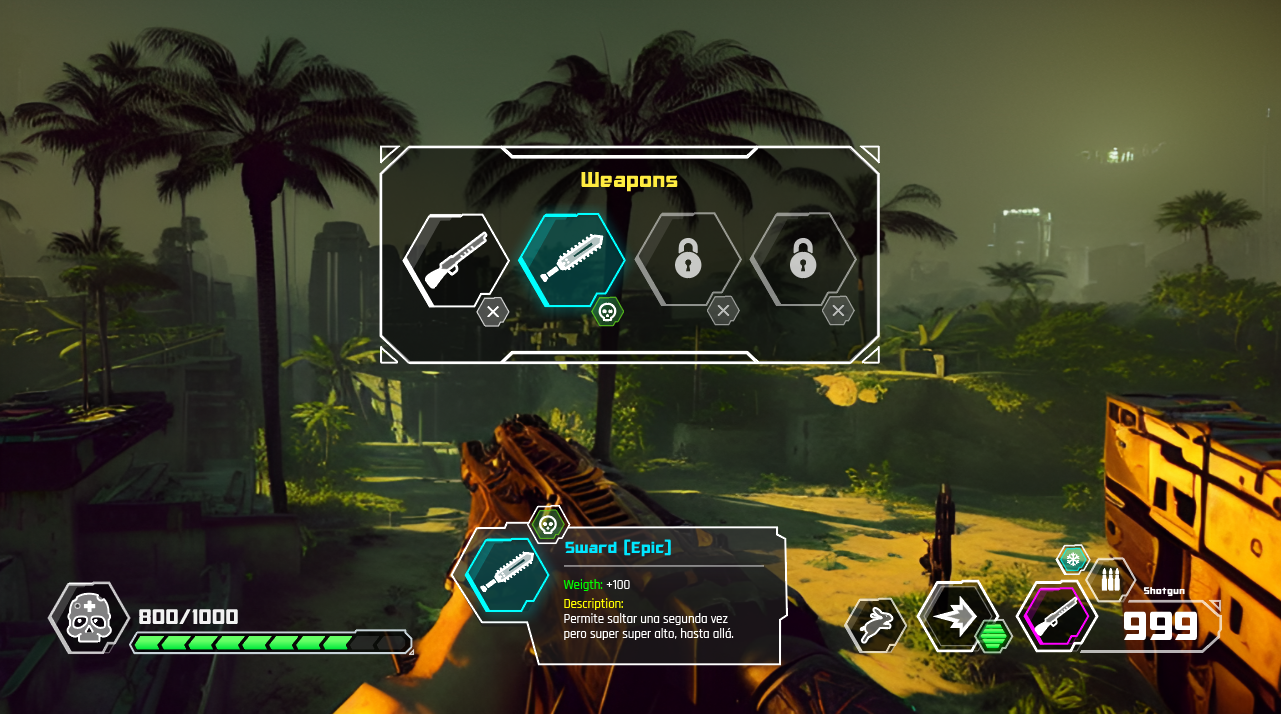 Weapons
Sward [Epic]
Weigth: +100
Description:
Permite saltar una segunda vez
pero super super alto, hasta allá.
800/1000
Shotgun
999